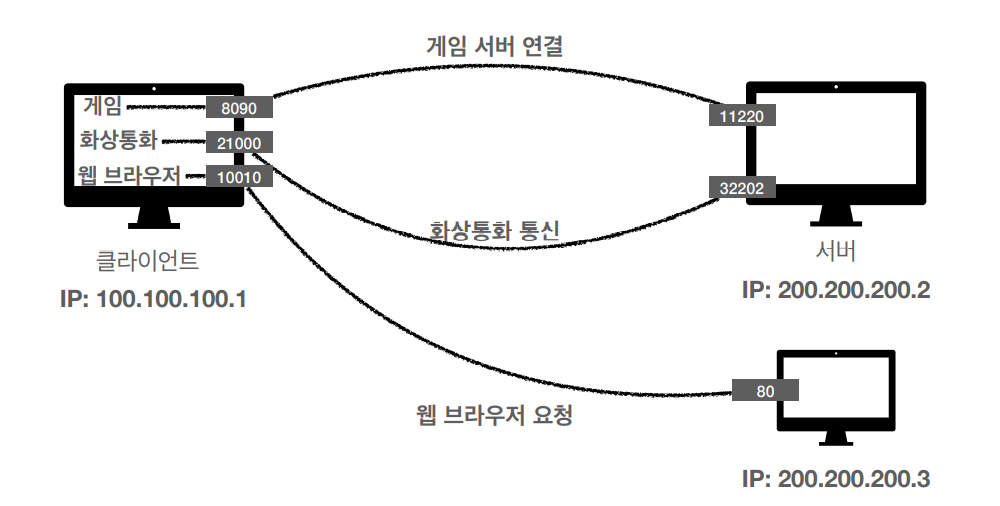 게임 서버 연결
게임
8090
11220
화상통화
21000
웹 브라우저
10010
32202
화상통화 통신
클라이언트
서버
IP: 100.100.100.1
IP: 200.200.200.2
80
웹 브라우저 요청
IP: 200.200.200.3